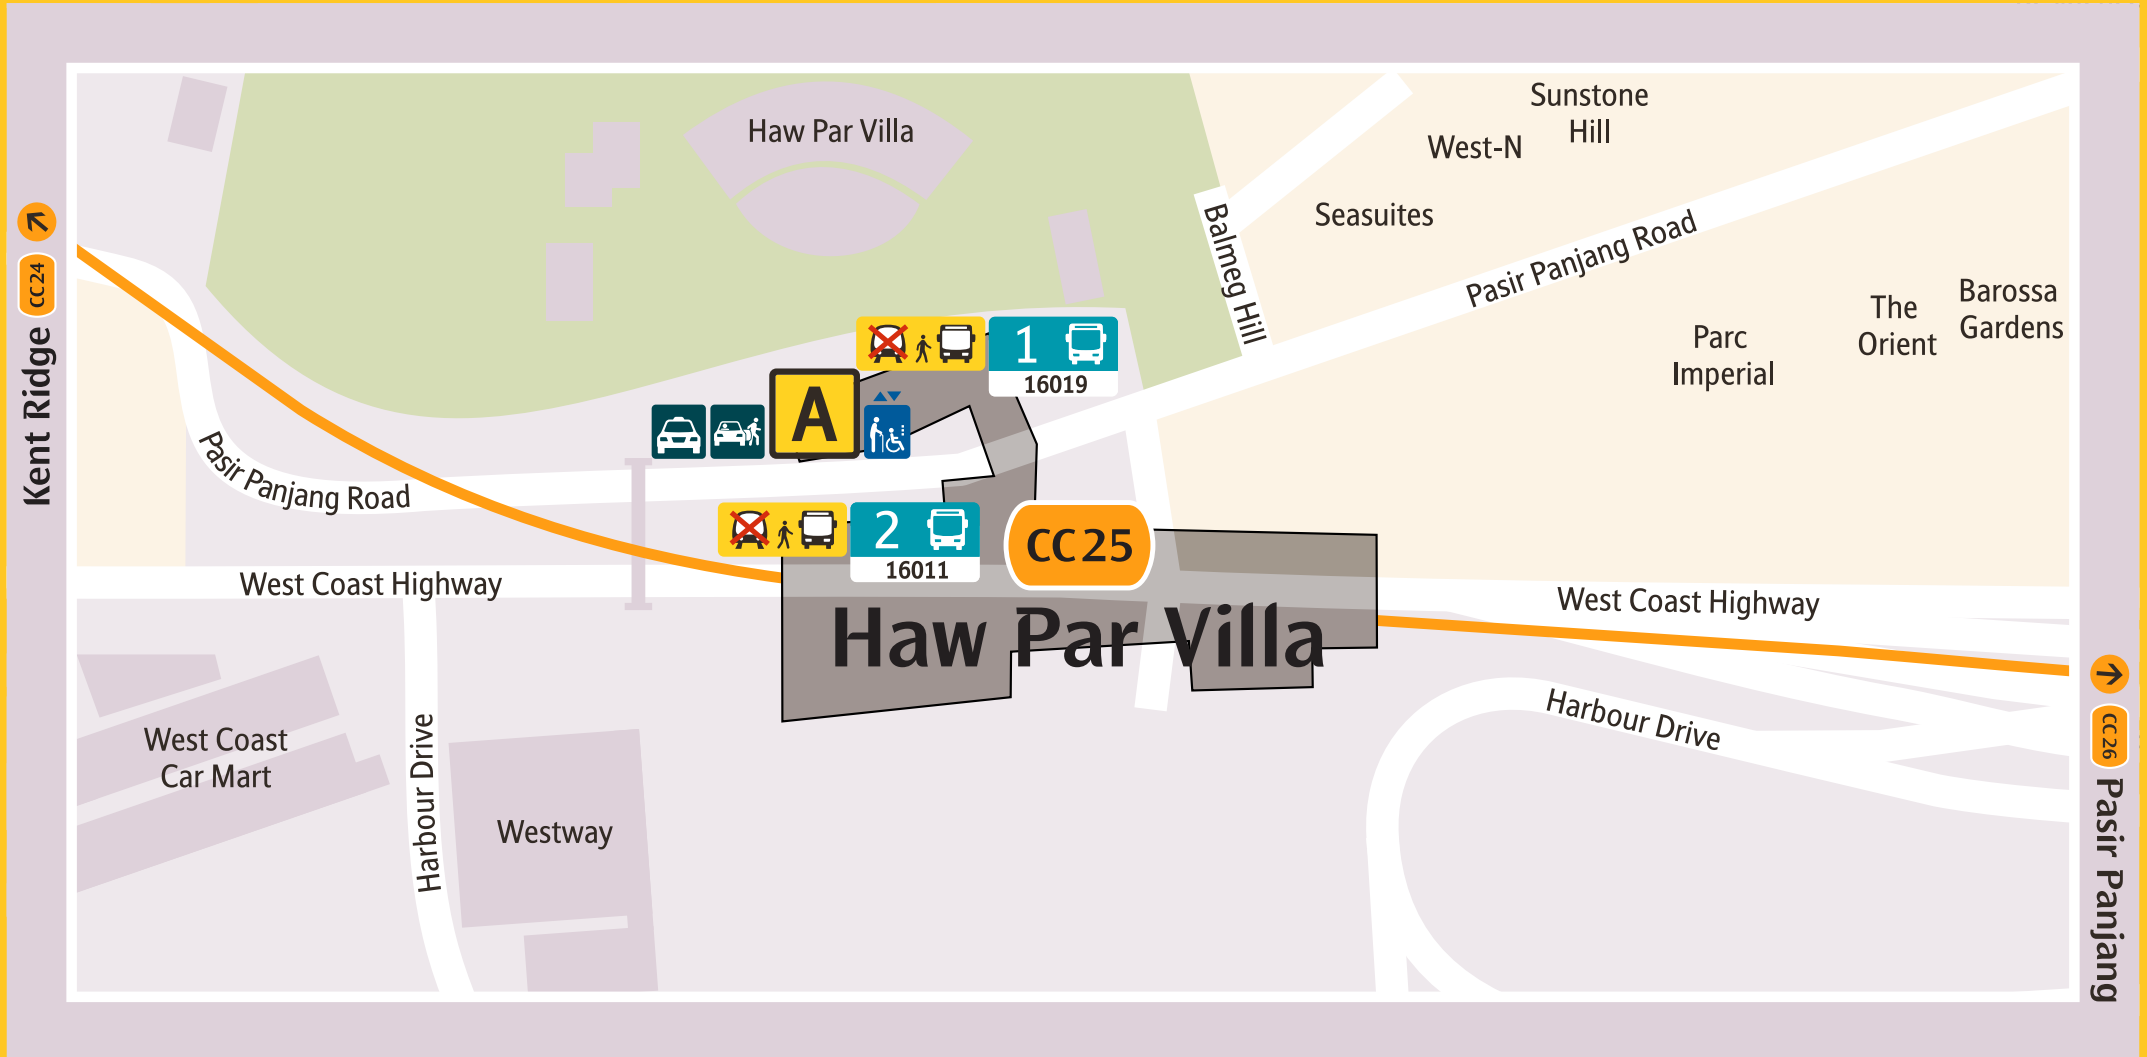 Haw Par Villa
Sunstone
Hill
West-N
Seasuites
Balmeg Hill
Pasir Panjang Road
Barossa
Gardens
The
Orient
Parc
Imperial
Kent Ridge
CC24
1
16019
A
Pasir Panjang Road
2
16011
CC25
Haw Par Villa
West Coast Highway
West Coast Highway
Harbour Drive
West Coast
Car Mart
Harbour Drive
Westway
CC26
Pasir Panjang